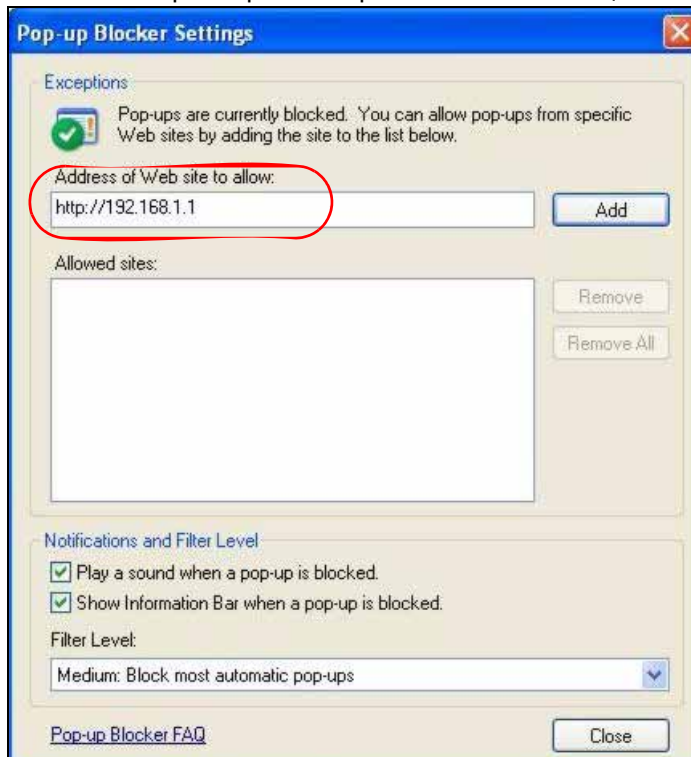 Pop-up Blocker Settings
Exceptions
Pop-ups are currently blocked. You can allow pop-ups from specific
Web sites by adding the site to the list below.
Address of Web site to allow:
http://192.168.1.1
Add
Allowed sites:
Remove
Remove All
Notifications and Filter Level
Play a sound when a pop-up is blocked.
Show Information Bar when a pop-up is blocked.
Filter Level:
Medium: Block most automatic pop-ups
Pop-up Blocker FAQ
Close